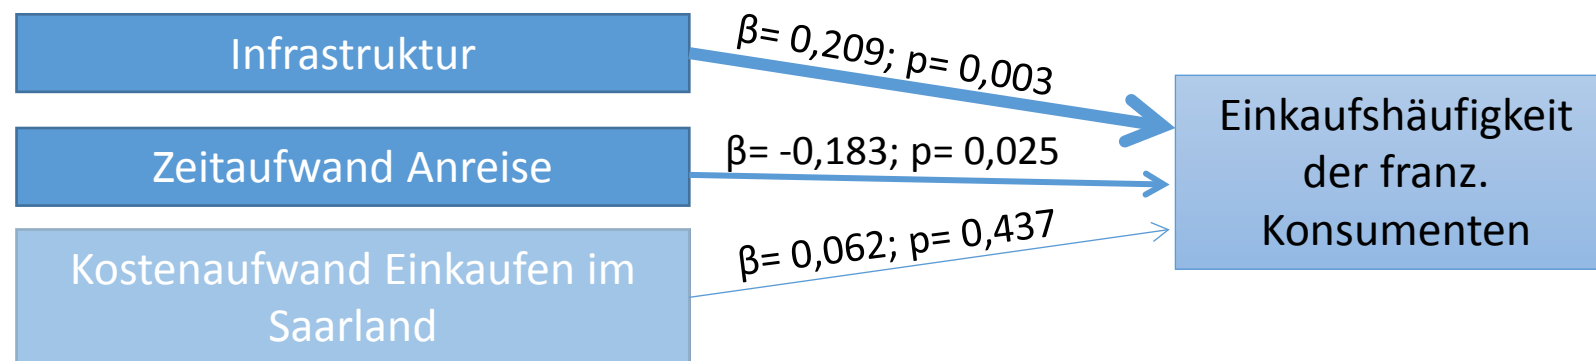 Infrastruktur
β= 0,209; p= 0,003
Zeitaufwand Anreise
β= -0,183; p= 0,025
Kostenaufwand Einkaufen im
Saarland
β= 0,062; p= 0,437
Einkaufshäufigkeit
der franz.
Konsumenten